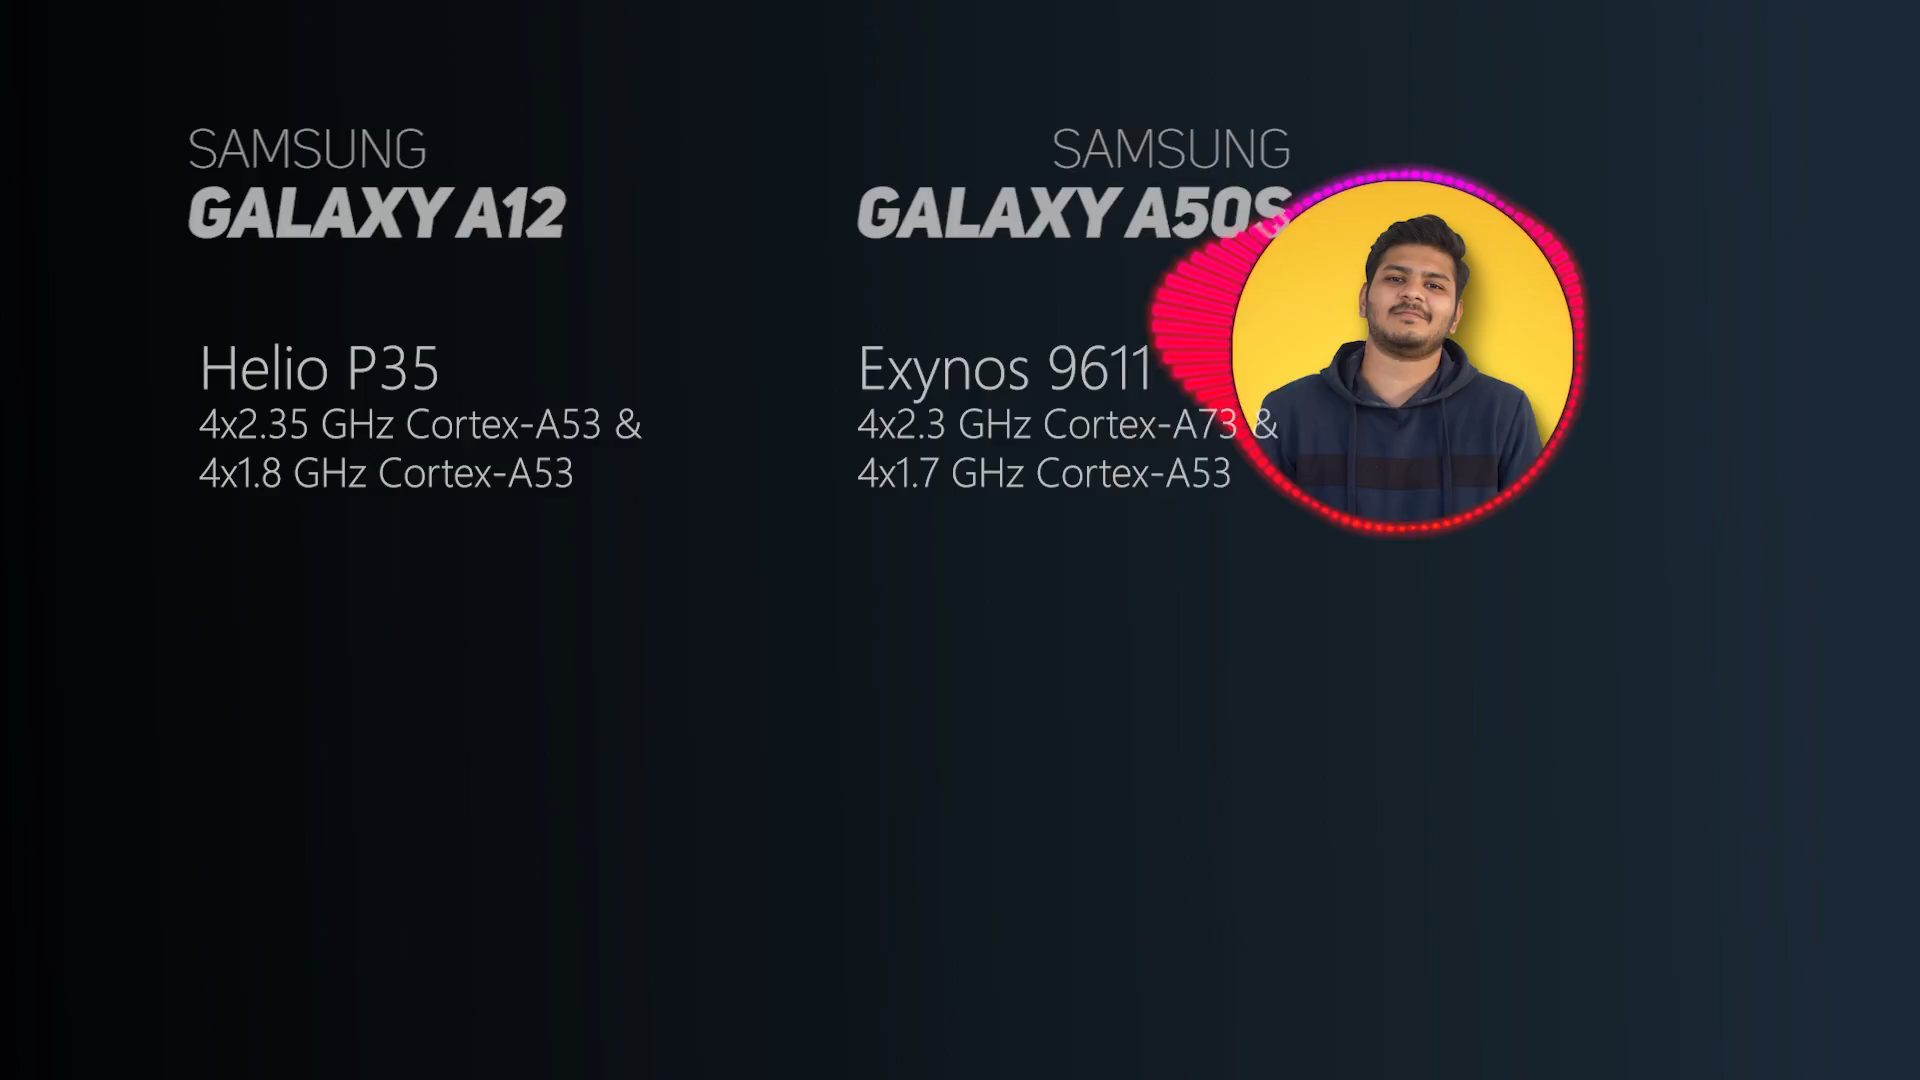 SAMSUNG
GALAXY A12
Helio P35
4x2.35 GHz Cortex-A53 &
4x1.8 GHz Cortex-A53
SAMSUNG
GALAXY A50S
Exynos 9611
4x2.3 GHz Cortex-A73 &
4x1.7 GHz Cortex-A53